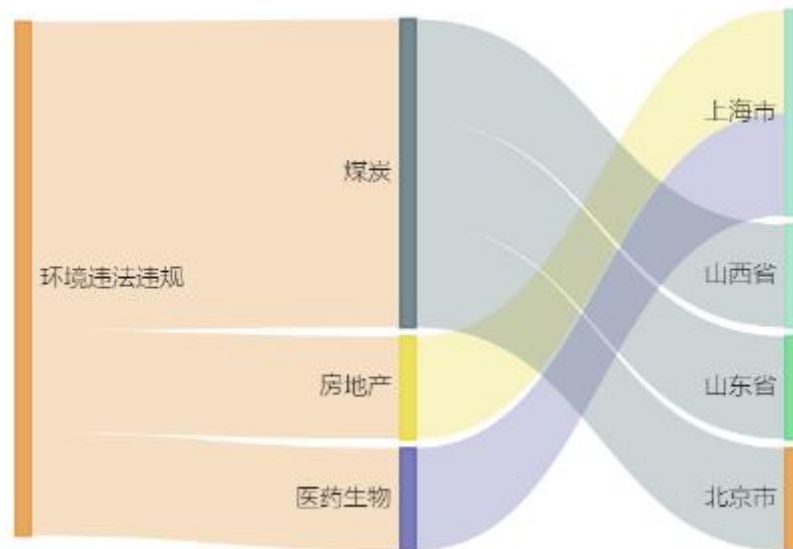 环境违法违规
煤炭
房地产
医药生物
上海市
山西省
山东省
北京市